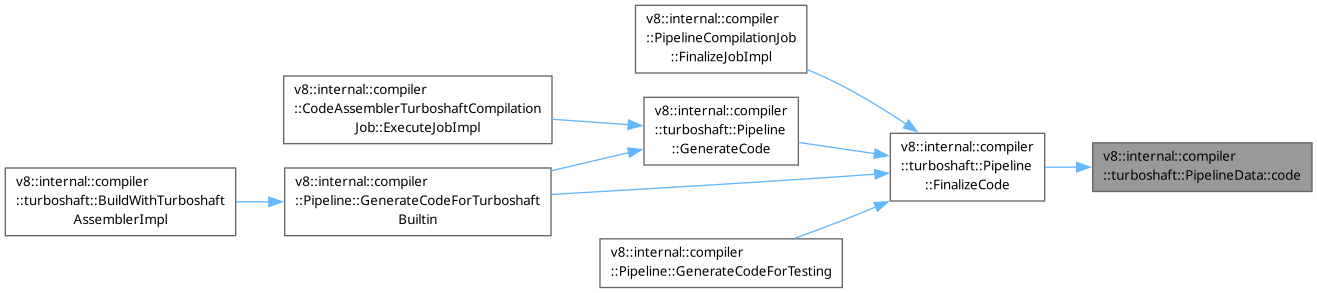 v8::internal::compiler
::PipelineCompilationJob
::FinalizeJobImpl
v8::internal::compiler
::CodeAssemblerTurboshaftCompilation
Job::ExecuteJobImpl
v8::internal::compiler
::turboshaft::Pipeline
::GenerateCode
v8::internal::compiler
::turboshaft::Pipeline
::FinalizeCode
v8::internal::compiler
::turboshaft::PipelineData::code
v8::internal::compiler
::turboshaft::BuildWithTurboshaft
AssemblerImpl
v8::internal::compiler
::Pipeline::GenerateCodeForTurboshaft
Builtin
v8::internal::compiler
::Pipeline::GenerateCodeForTesting